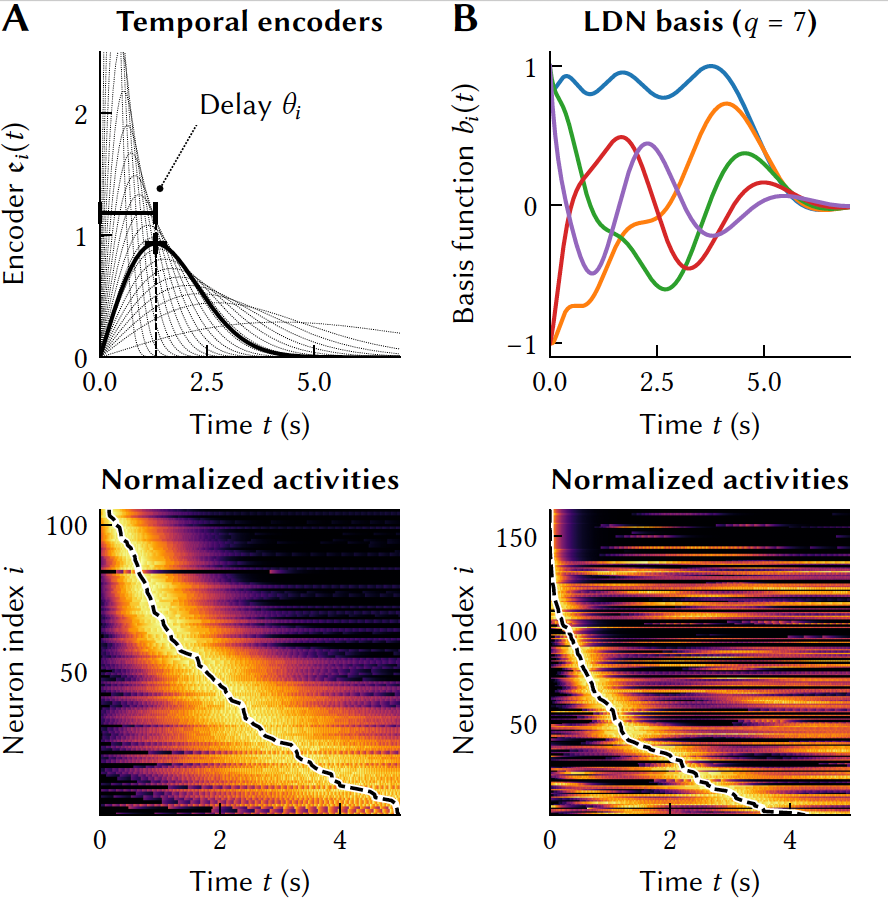 A
Temporal encoders
Encoder 𝔢ᵢ(t)
2
1
0
Delay θᵢ
0.0 2.5 5.0
Time t (s)
B
LDN basis (q = 7)
Basis function bᵢ(t)
1
0
−1
0.0 2.5 5.0
Time t (s)
Normalized activities
Neuron index i
100
50
0 2 4
Time t (s)
Normalized activities
Neuron index i
150
100
50
0 2 4
Time t (s)